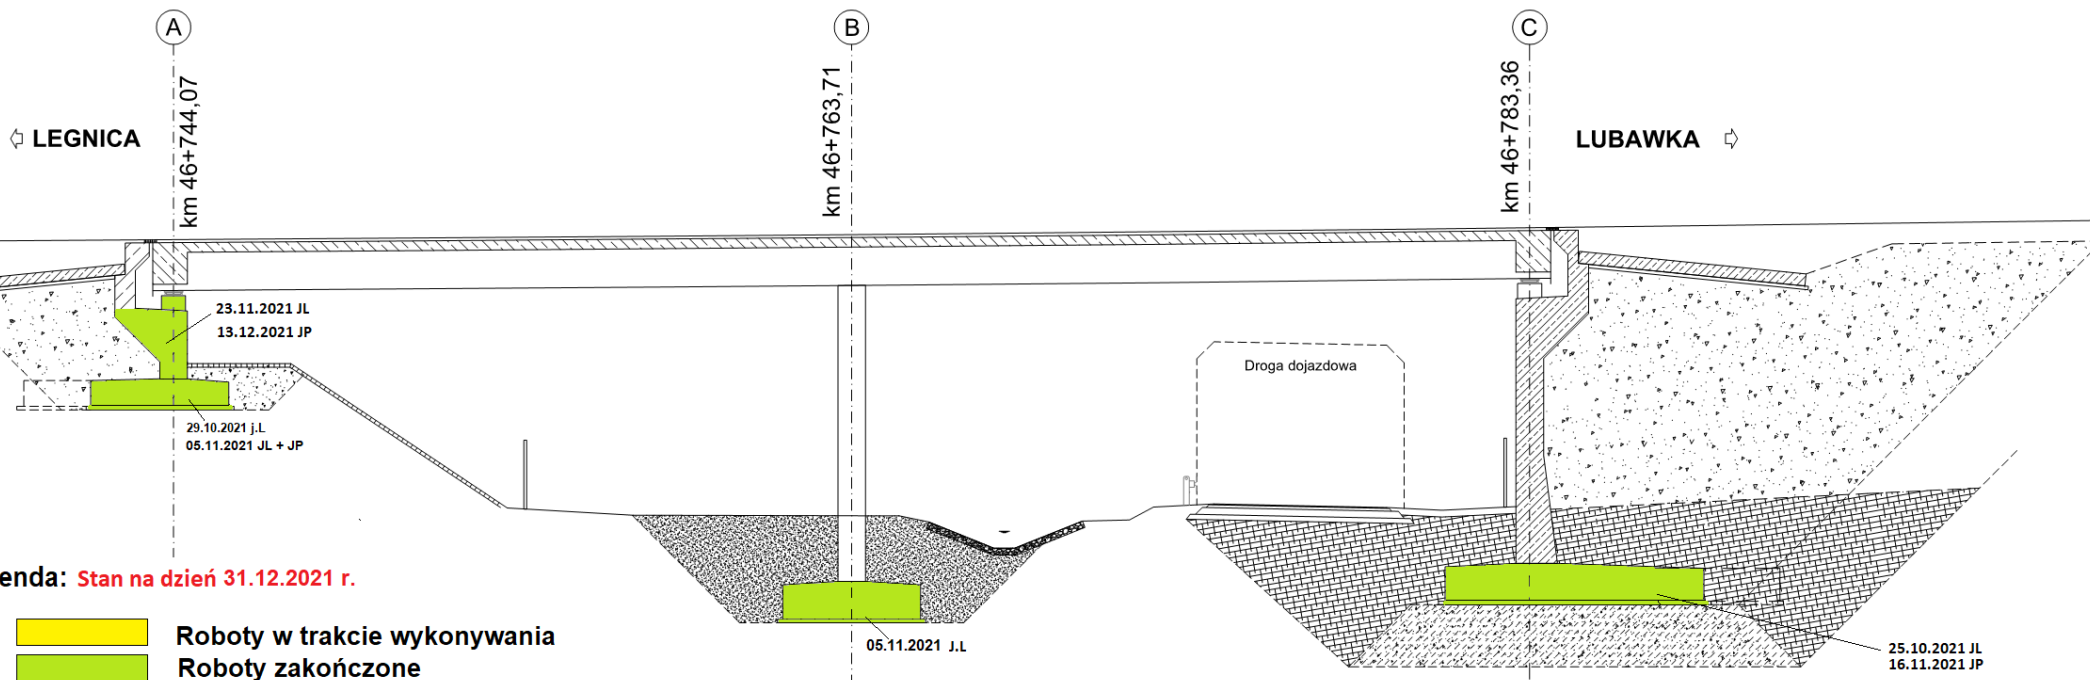 A
B
C
km 46+744,07
km 46+763,71
km 46+783,36
LEGNICA
LUBAWKA
23.11.2021 JL
13.12.2021 JP
Droga dojazdowa
29.10.2021 j.L
05.11.2021 JL + JP
enda: Stan na dzień 31.12.2021 r.
Roboty w trakcie wykonywania
05.11.2021 J.L
25.10.2021 JL
16.11.2021 JP
Roboty zakończone